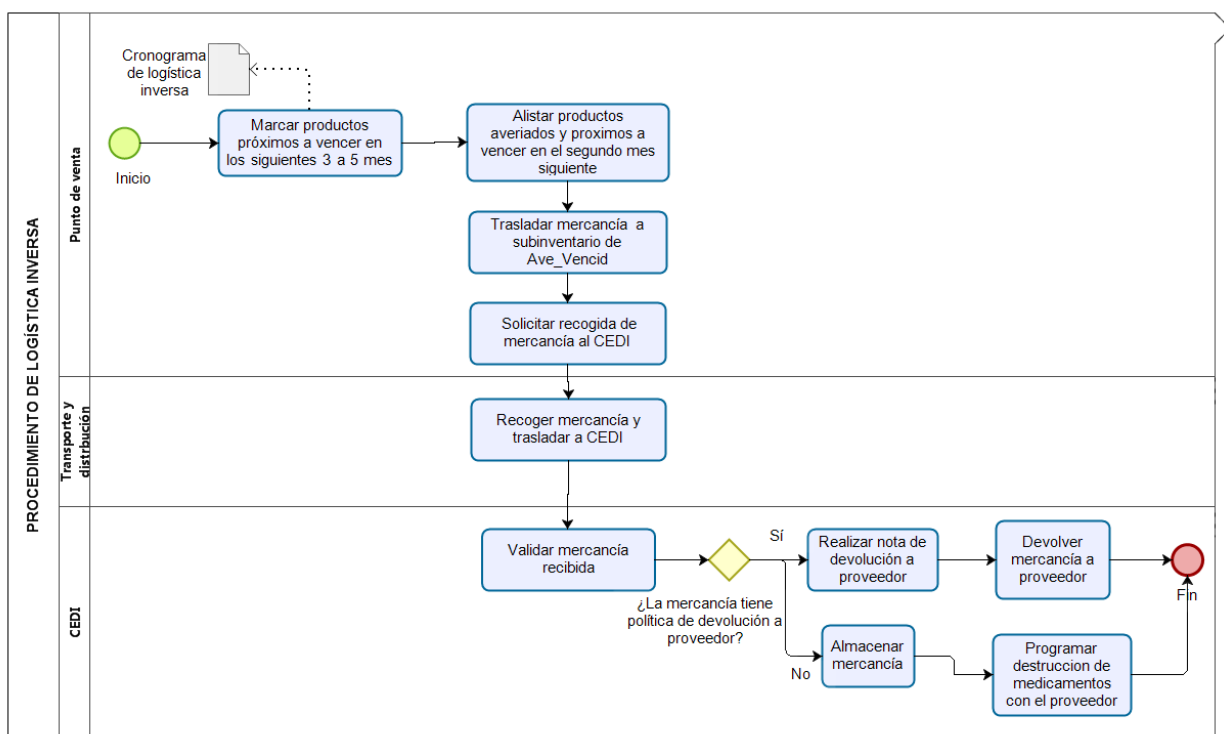 PROCEDIMIENTO DE LOGÍSTICA INVERSA
Punto de venta
Cronograma
de logística
inversa
Inicio
Marcar productos
próximos a vencer en
los siguientes 3 a 5 mes
Alistar productos
averiados y proximos a
vencer en el segundo mes
siguiente
Trasladar mercancía a
subinventario de
Ave_Vencid
Solicitar recogida de
mercancía al CEDI
Transporte y
distrbución
Recoger mercancía y
trasladar a CEDI
CEDI
Validar mercancía
recibida
¿La mercancía tiene
política de devolución a
proveedor?
Sí
Realizar nota de
devolución a
proveedor
Devolver
mercancía a
proveedor
Fin
No
Almacenar
mercancía
Programar
destruccion de
medicamentos
con el proveedor